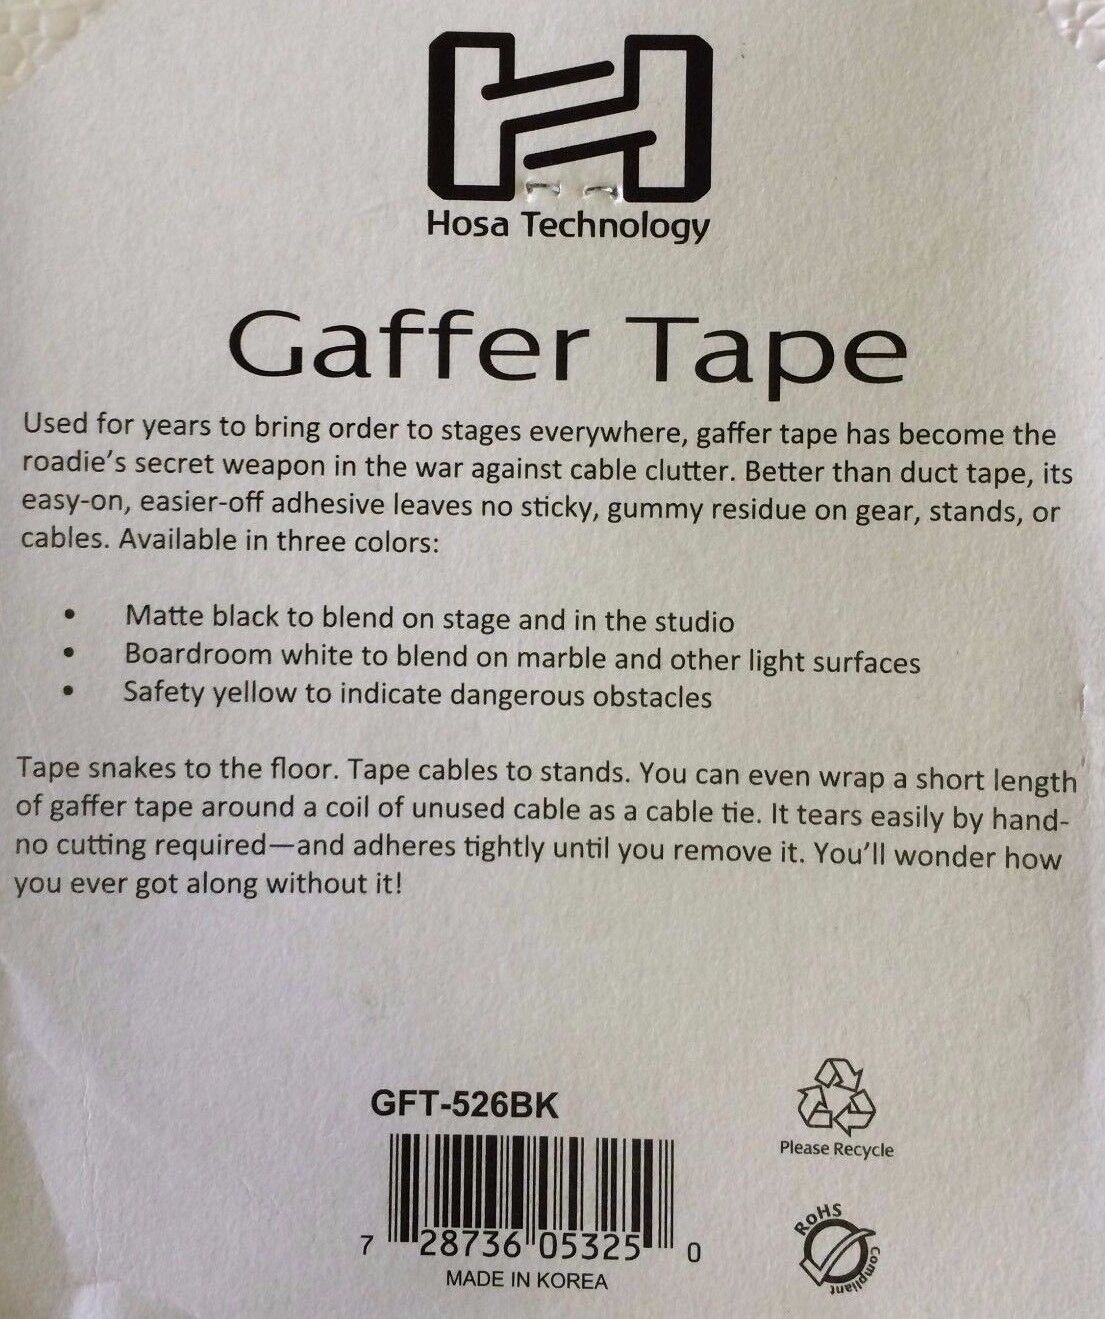 Hosa Technology
Gaffer Tape
Used for years to bring order to stages everywhere, gaffer tape has become the
roadie's secret weapon in the war against cable clutter. Better than duct tape, its
easy-on, easier-off adhesive leaves no sticky, gummy residue on gear, stands, or
cables. Available in three colors:
• Matte black to blend on stage and in the studio
• Boardroom white to blend on marble and other light surfaces
• Safety yellow to indicate dangerous obstacles
Tape snakes to the floor. Tape cables to stands. You can even wrap a short length
of gaffer tape around a coil of unused cable as a cable tie. It tears easily by hand-
no cutting required—and adheres tightly until you remove it. You'll wonder how
you ever got along without it!
GFT-526BK
7 28736 05325 0
MADE IN KOREA
Please Recycle
RoHS
Compliant